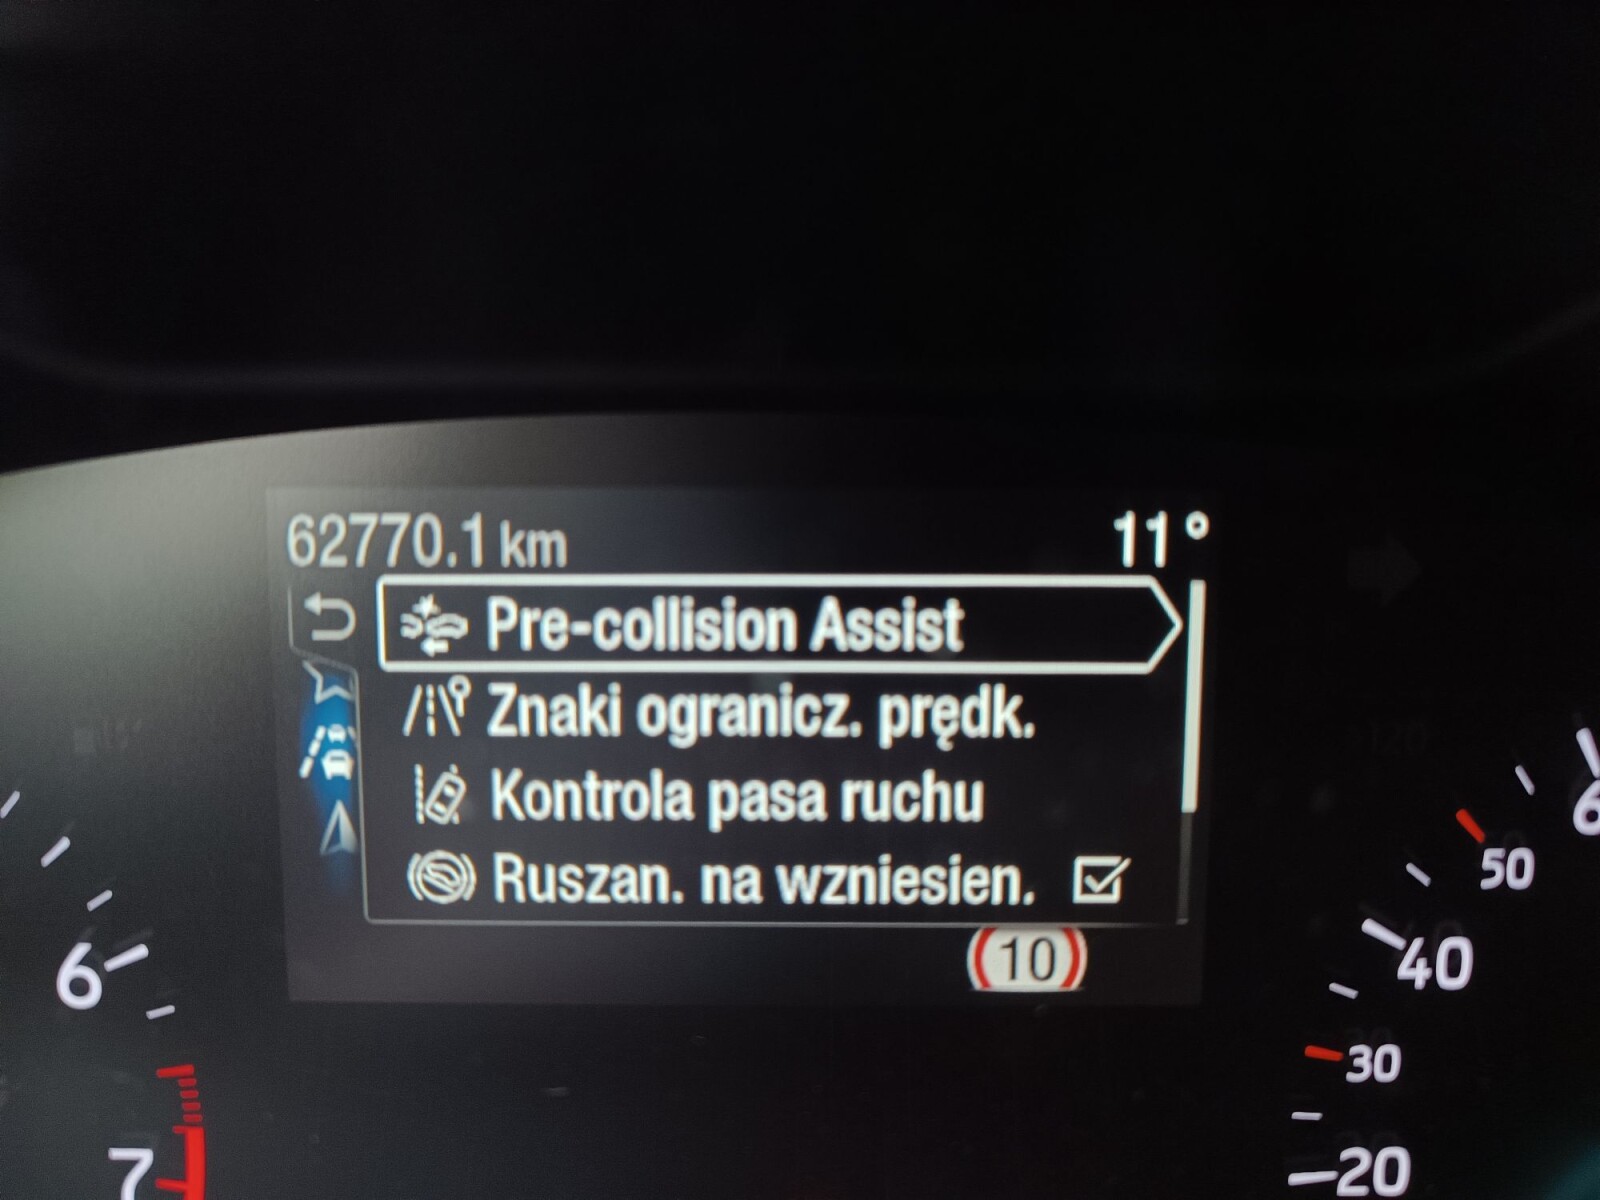 62770.1 km 11°
Pre-collision Assist
Znaki ogranicz. prędk.
Kontrola pasa ruchu
Ruszan. na wzniesien.
10
6
7
50
40
30
20